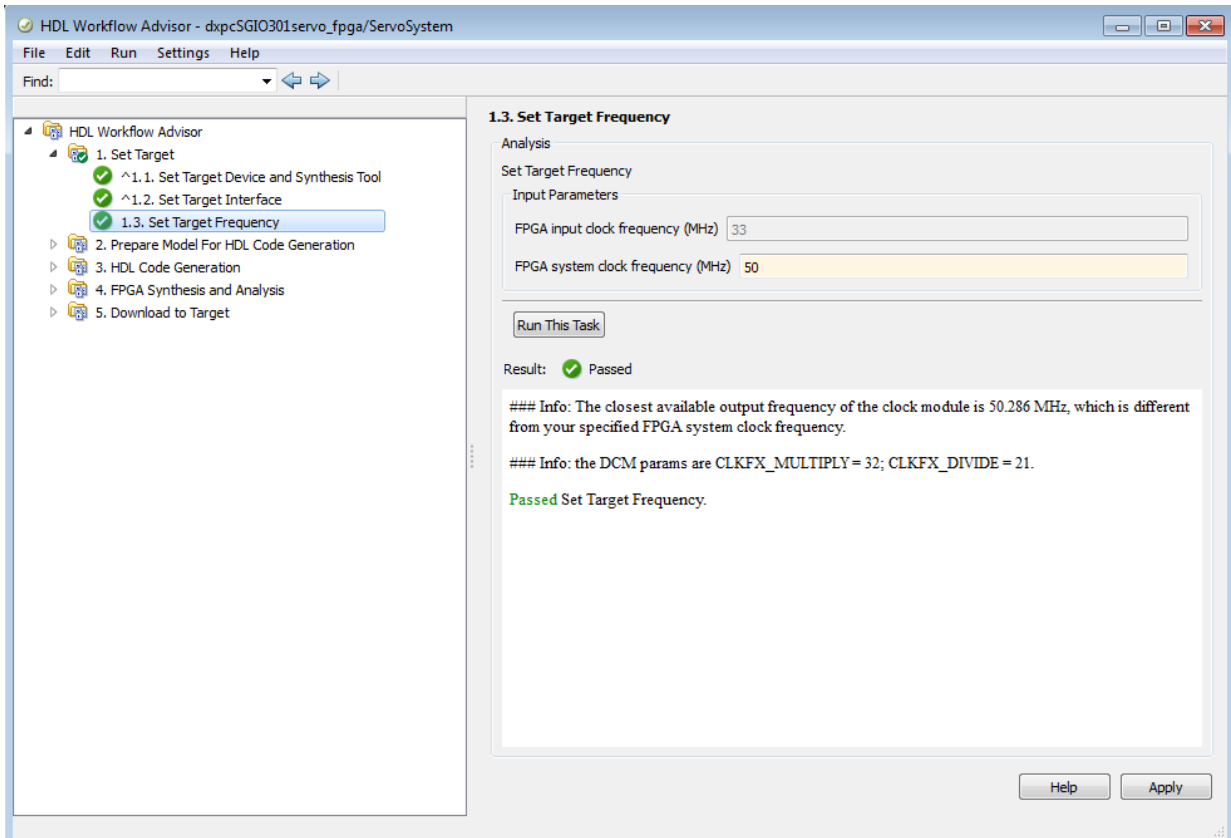 HDL Workflow Advisor - dxpcSGIO301servo_fpga/ServoSystem
File Edit Run Settings Help
Find:
HDL Workflow Advisor
1. Set Target
^1.1. Set Target Device and Synthesis Tool
^1.2. Set Target Interface
1.3. Set Target Frequency
2. Prepare Model For HDL Code Generation
3. HDL Code Generation
4. FPGA Synthesis and Analysis
5. Download to Target
1.3. Set Target Frequency
Analysis
Set Target Frequency
Input Parameters
FPGA input clock frequency (MHz) 33
FPGA system clock frequency (MHz) 50
Run This Task
Result: Passed
### Info: The closest available output frequency of the clock module is 50.286 MHz, which is different
from your specified FPGA system clock frequency.
### Info: the DCM params are CLKFX_MULTIPLY = 32; CLKFX_DIVIDE = 21.
Passed Set Target Frequency.
Help Apply